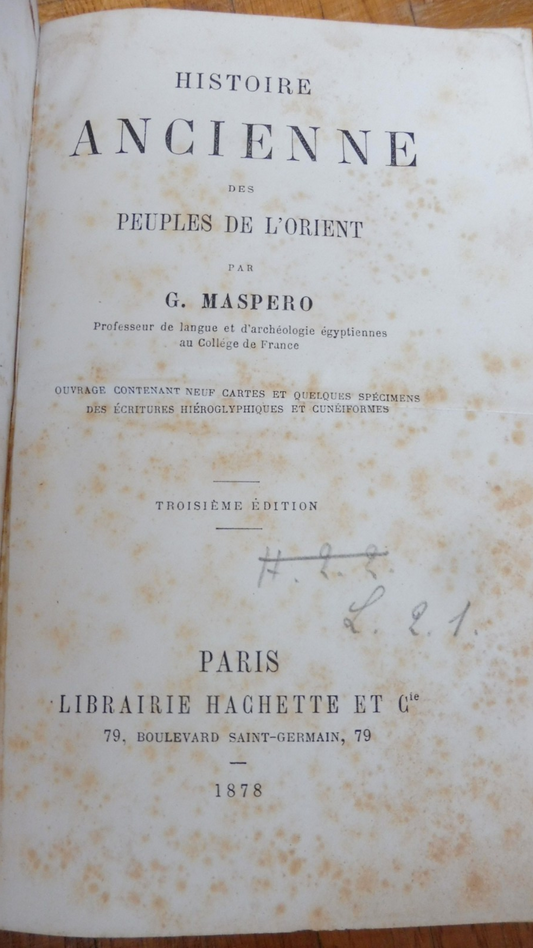 HISTOIRE
ANCIENNE
DES
PEUPLES DE L'ORIENT
PAR
G. MASPERO
Professeur de langue et d'archéologie égyptiennes
au Collège de France
OUVRAGE CONTENANT NEUF CARTES ET QUELQUES SPÉCIMENS
DES ÉCRITURES HIÉROGLYPHIQUES ET CUNÉIFORMES
TROISIÈME ÉDITION
H. 2. 2.
L. 2. 1.
PARIS
LIBRAIRIE HACHETTE ET Cie
79, BOULEVARD SAINT-GERMAIN, 79
1878